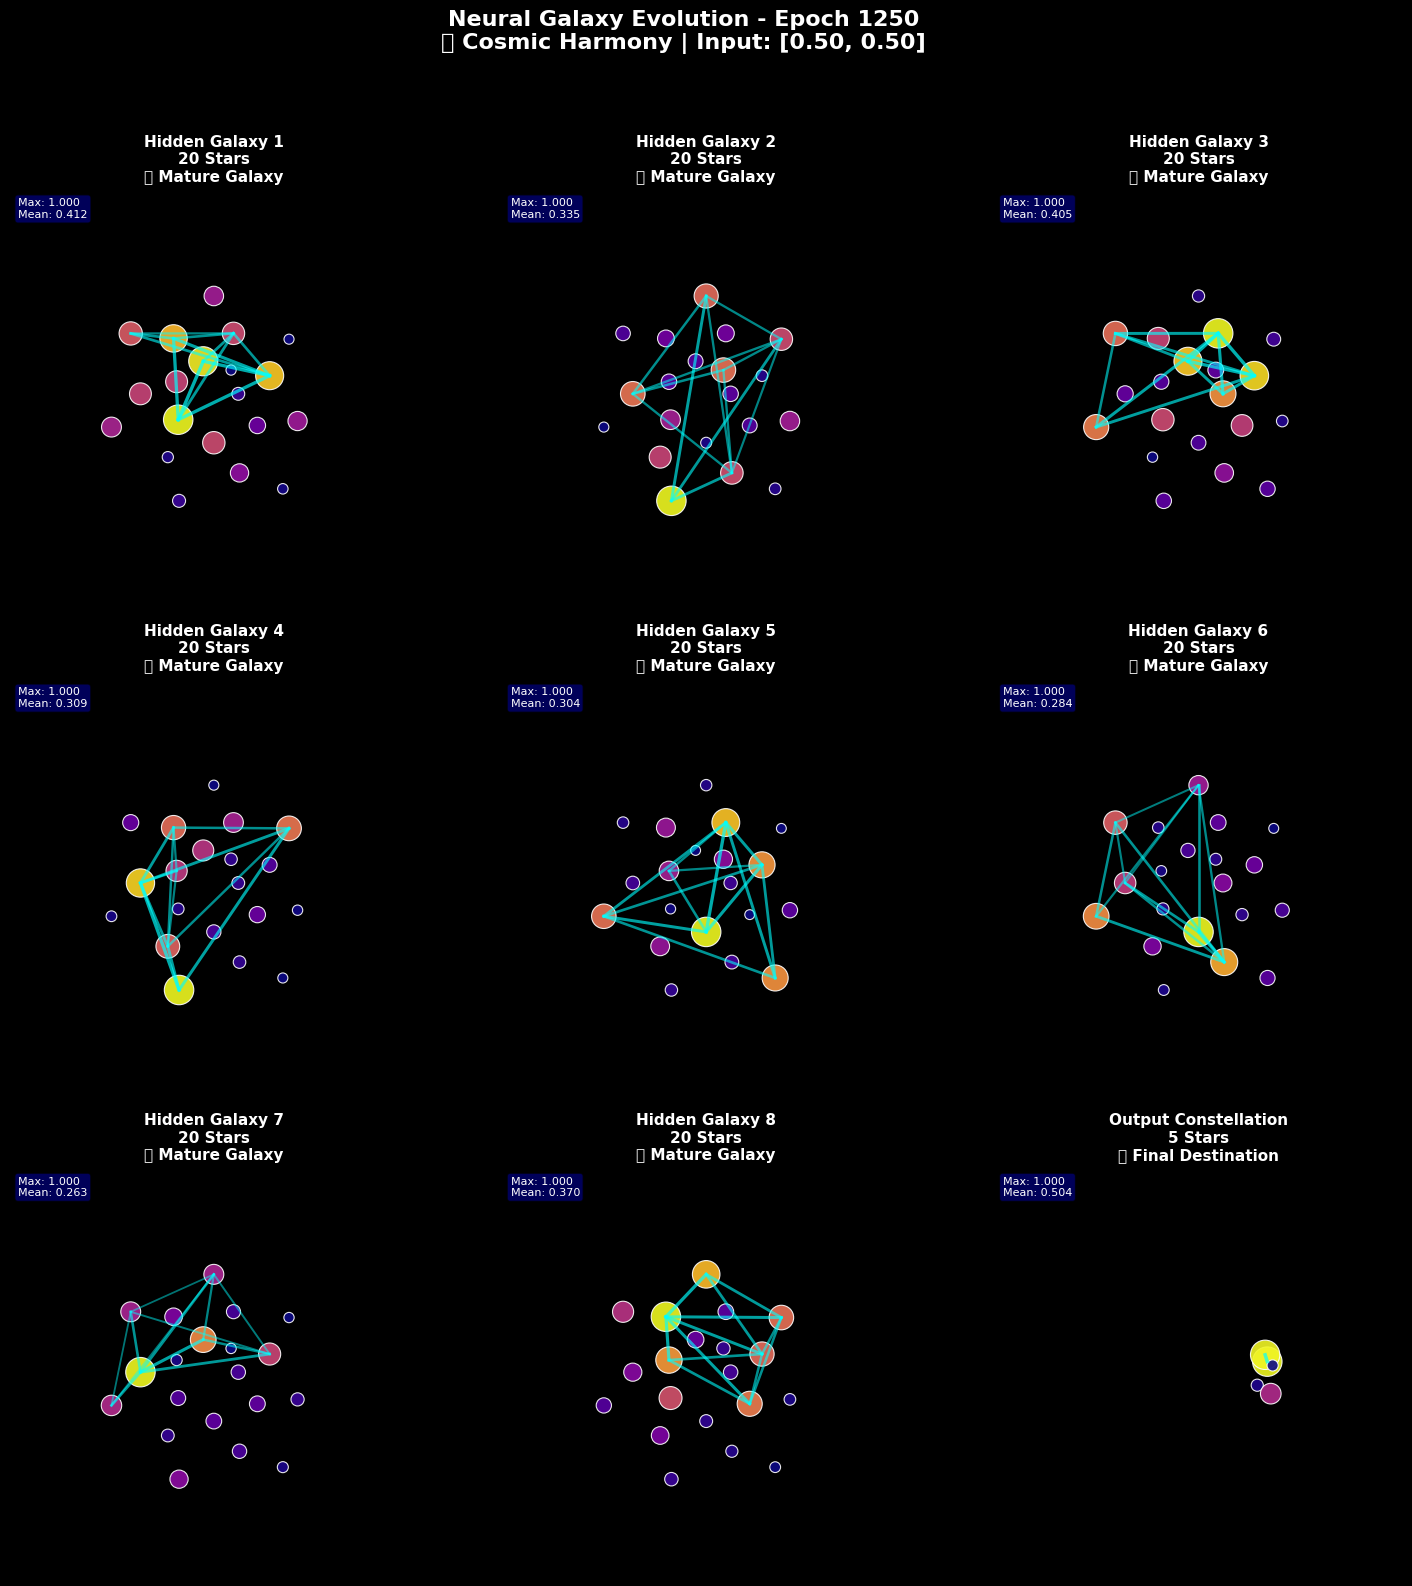 Neural Galaxy Evolution - Epoch 1250
▯ Cosmic Harmony | Input: [0.50, 0.50]
Hidden Galaxy 1
20 Stars
▯ Mature Galaxy
Max: 1.000
Mean: 0.412
Hidden Galaxy 2
20 Stars
▯ Mature Galaxy
Max: 1.000
Mean: 0.335
Hidden Galaxy 3
20 Stars
▯ Mature Galaxy
Max: 1.000
Mean: 0.405
Hidden Galaxy 4
20 Stars
▯ Mature Galaxy
Max: 1.000
Mean: 0.309
Hidden Galaxy 5
20 Stars
▯ Mature Galaxy
Max: 1.000
Mean: 0.304
Hidden Galaxy 6
20 Stars
▯ Mature Galaxy
Max: 1.000
Mean: 0.284
Hidden Galaxy 7
20 Stars
▯ Mature Galaxy
Max: 1.000
Mean: 0.263
Hidden Galaxy 8
20 Stars
▯ Mature Galaxy
Max: 1.000
Mean: 0.370
Output Constellation
5 Stars
▯ Final Destination
Max: 1.000
Mean: 0.504